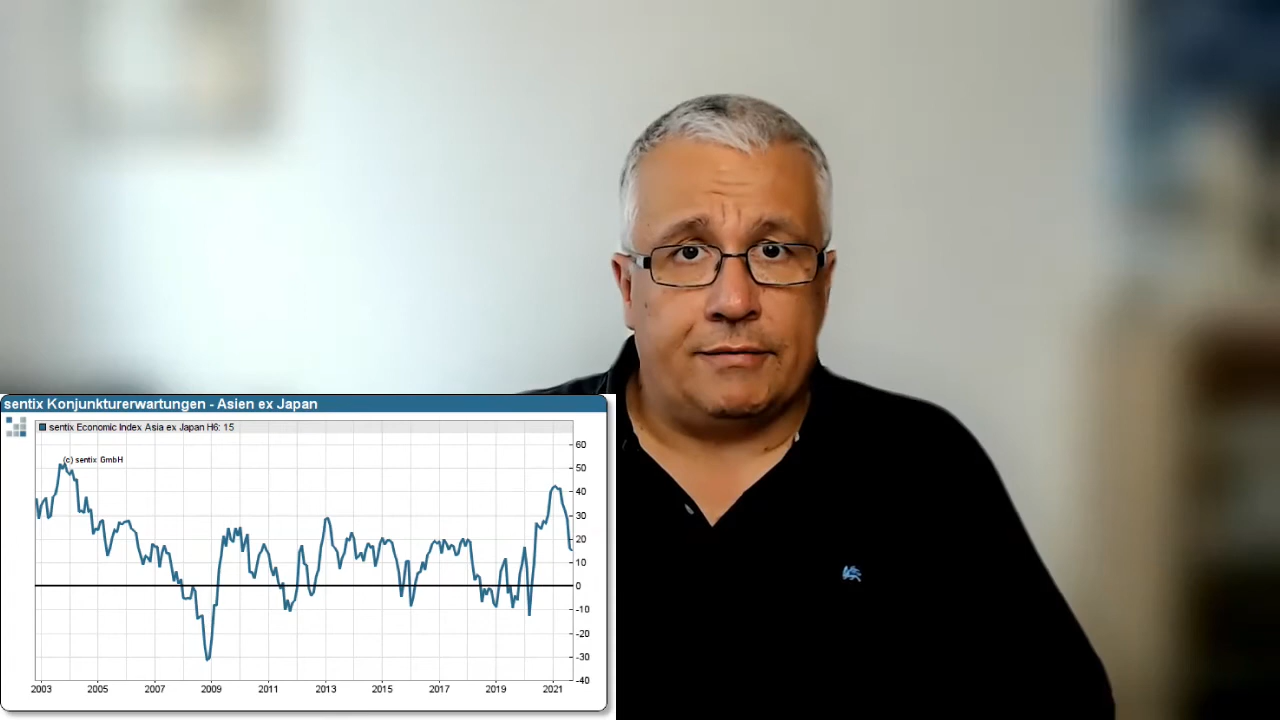 sentix Konjunkturerwartungen - Asien ex Japan
sentix Economic Index Asia ex Japan H6: 15
(c) sentix GmbH
60
50
40
30
20
10
0
-10
-20
-30
-40
2003 2005 2007 2009 2011 2013 2015 2017 2019 2021